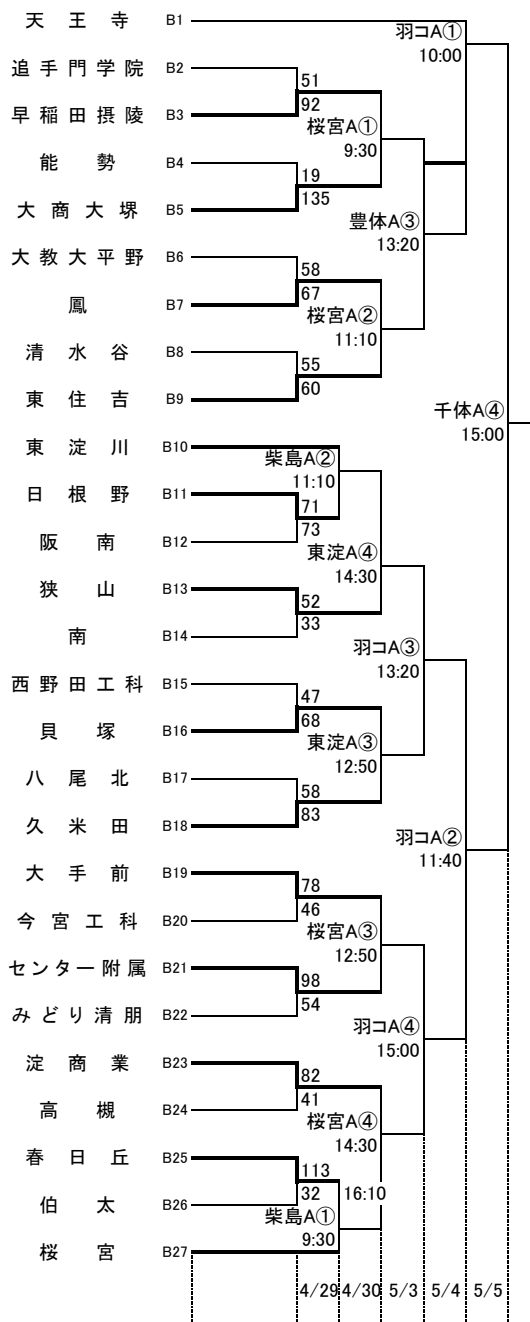 天王寺 B1
羽コA①
10:00
追手門学院 B2
51
92
早稲田摂陵 B3
桜宮A①
9:30
能勢 B4
19
135
大商大堺 B5
豊体A③
13:20
大教大平野 B6
58
67
鳳 B7
桜宮A②
11:10
清水谷 B8
55
60
東住吉 B9
千体A④
15:00
東淀川 B10
柴島A②
11:10
日根野 B11
71
73
阪南 B12
東淀A④
14:30
狭山 B13
52
33
南 B14
羽コA③
13:20
西野田工科 B15
47
68
貝塚 B16
東淀A③
12:50
八尾北 B17
58
83
久米田 B18
羽コA②
11:40
大手前 B19
78
46
今宮工科 B20
桜宮A③
12:50
センター附属 B21
98
54
みどり清朋 B22
羽コA④
15:00
淀商業 B23
82
41
高槻 B24
桜宮A④
14:30
春日丘 B25
113
32
16:10
伯太 B26
柴島A①
9:30
桜宮 B27
4/29 4/30 5/3 5/4 5/5